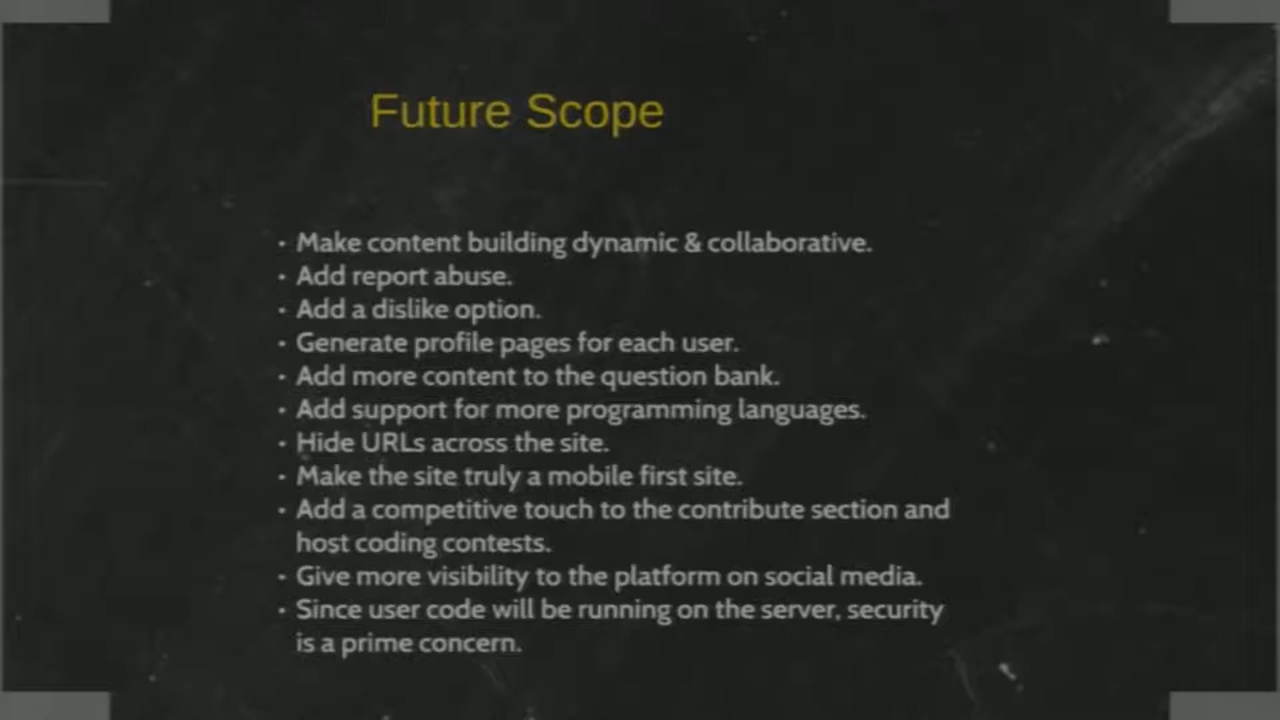 Future Scope
· Make content building dynamic & collaborative.
· Add report abuse.
· Add a dislike option.
· Generate profile pages for each user.
· Add more content to the question bank.
· Add support for more programming languages.
· Hide URLs across the site.
· Make the site truly a mobile first site.
· Add a competitive touch to the contribute section and
host coding contests.
· Give more visibility to the platform on social media.
· Since user code will be running on the server, security
is a prime concern.